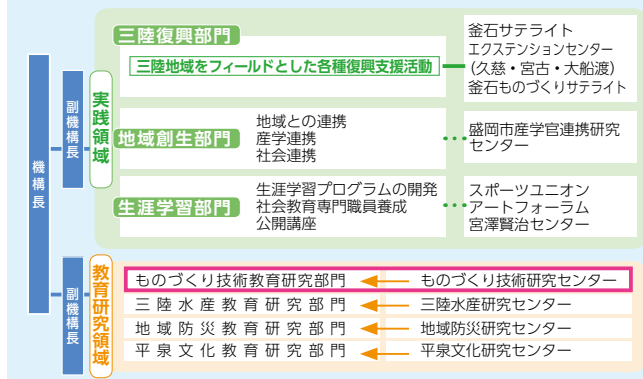 機構長
副機構長
実践領域
三陸復興部門
三陸地域をフィールドとした各種復興支援活動
釜石サテライト
エクステンションセンター
(久慈・宮古・大船渡)
釜石ものづくりサテライト
地域創生部門
地域との連携
産学連携
社会連携
盛岡市産学官連携研究
センター
生涯学習部門
生涯学習プログラムの開発
社会教育専門職員養成
公開講座
スポーツユニオン
アートフォーラム
宮澤賢治センター
副機構長
教育研究領域
ものづくり技術教育研究部門 ものづくり技術研究センター
三陸水産教育研究部門 三陸水産研究センター
地域防災教育研究部門 地域防災研究センター
平泉文化教育研究部門 平泉文化研究センター